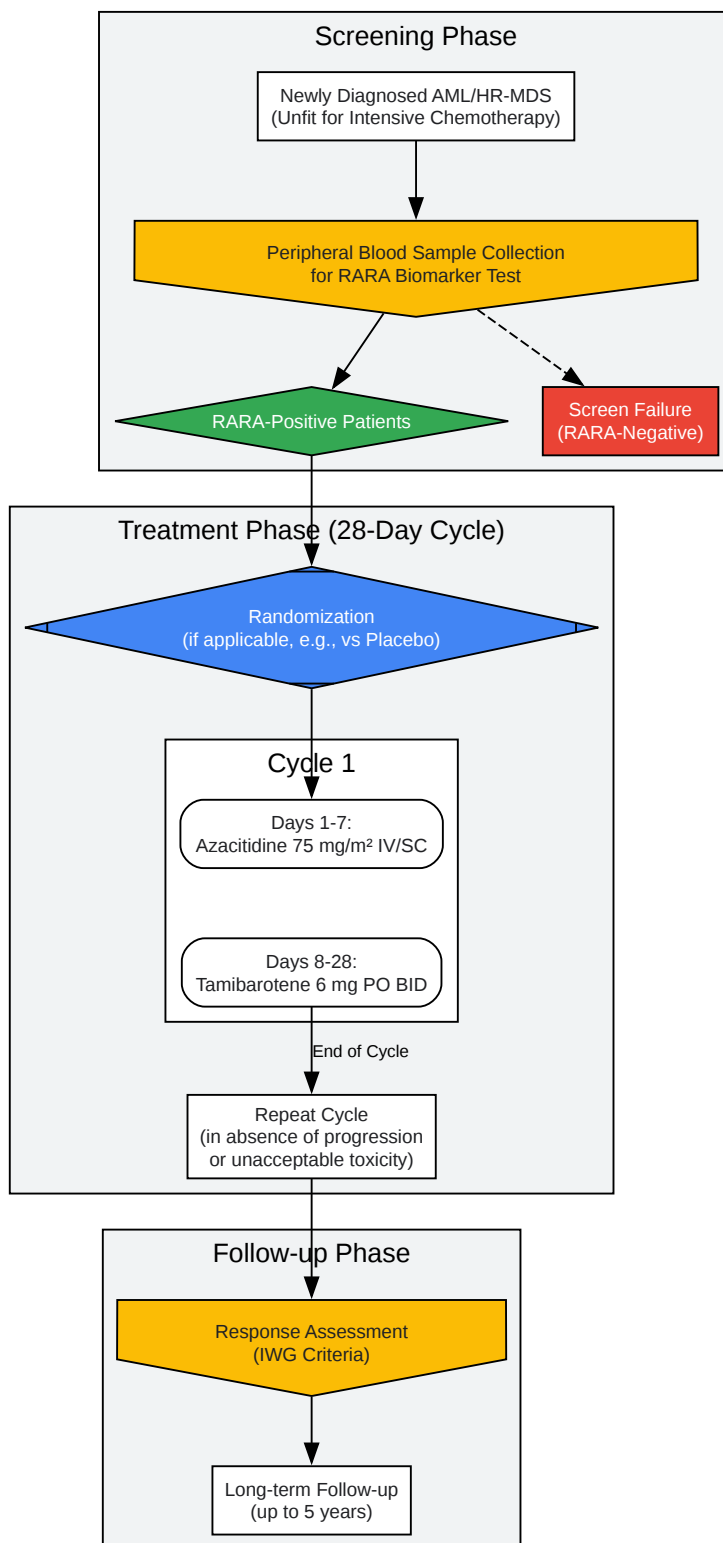 Screening Phase
Newly Diagnosed AML/HR-MDS
(Unfit for Intensive Chemotherapy)
Peripheral Blood Sample Collection
for RARA Biomarker Test
RARA-Positive Patients
Screen Failure
(RARA-Negative)
Treatment Phase (28-Day Cycle)
Randomization
(if applicable, e.g., vs Placebo)
Cycle 1
Days 1-7:
Azacitidine 75 mg/m² IV/SC
Days 8-28:
Tamibarotene 6 mg PO BID
End of Cycle
Repeat Cycle
(in absence of progression
or unacceptable toxicity)
Follow-up Phase
Response Assessment
(IWG Criteria)
Long-term Follow-up
(up to 5 years)